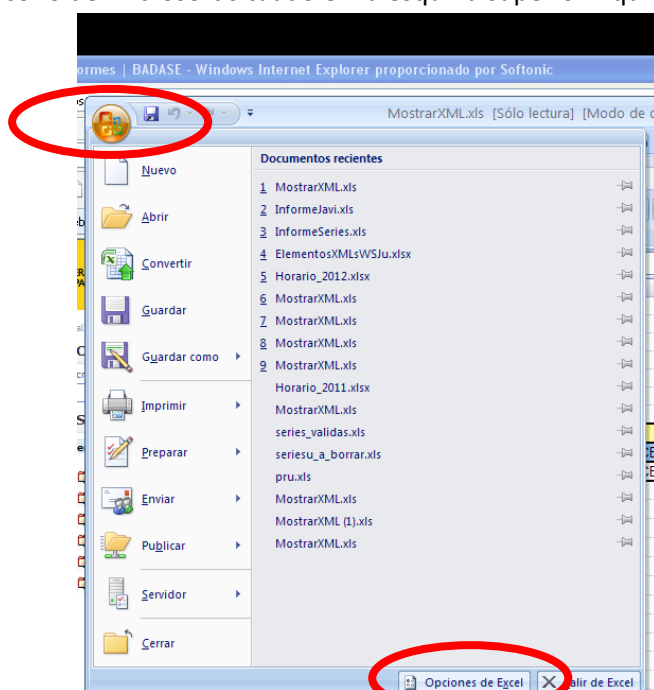 ormes | BADASE - Windows Internet Explorer proporcionado por Softonic
MostrarXML.xls [Sólo lectura] [Modo de
Nuevo
Abrir
Convertir
Guardar
Guardar como
Imprimir
Preparar
Enviar
Publicar
Servidor
Cerrar
Documentos recientes
1 MostrarXML.xls
2 InformeJavi.xls
3 InformeSeries.xls
4 ElementosXMLsWSJu.xlsx
5 Horario_2012.xlsx
6 MostrarXML.xls
7 MostrarXML.xls
8 MostrarXML.xls
9 MostrarXML.xls
Horario_2011.xlsx
MostrarXML.xls
series_validas.xls
seriesu_a_borrar.xls
pru.xls
MostrarXML.xls
MostrarXML (1).xls
MostrarXML.xls
Opciones de Excel
alir de Excel